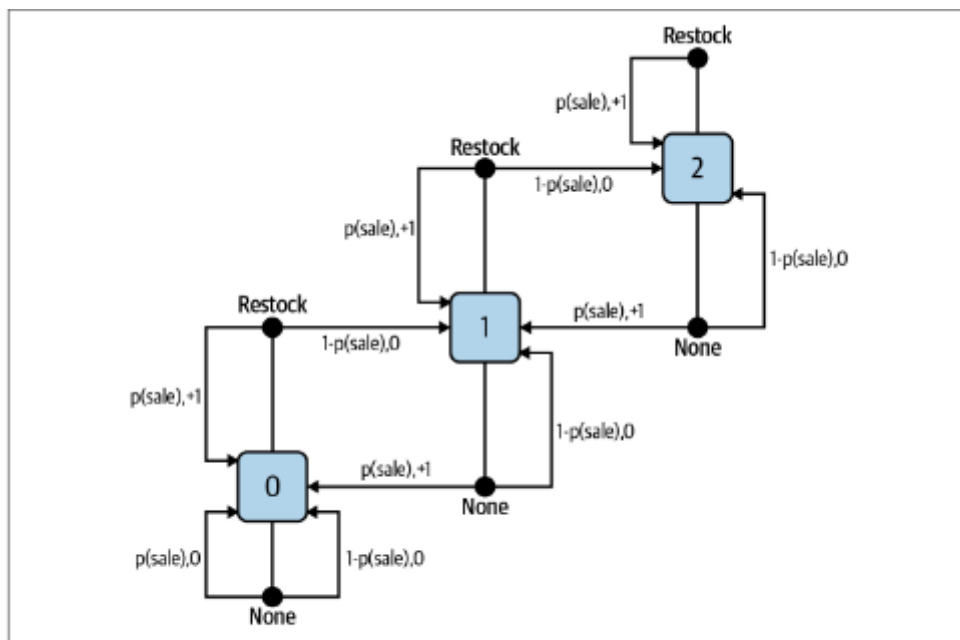 Restock
p(sale),+1
2
Restock
1-p(sale),0
p(sale),+1
1-p(sale),0
Restock
p(sale),+1
1
1-p(sale),0
None
p(sale),+1
1-p(sale),0
p(sale),+1
0
None
p(sale),0
1-p(sale),0
None